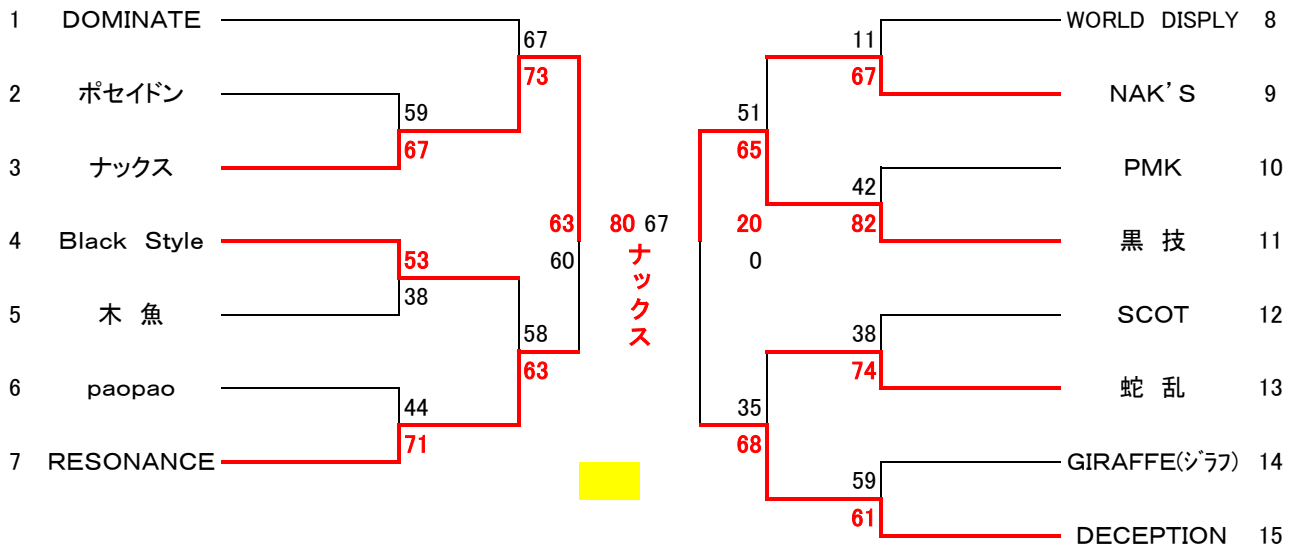 1 DOMINATE
WORLD DISPLY 8
67
11
73
67
2 ポセイドン
NAK'S 9
59
51
67
65
3 ナックス
PMK 10
42
63
80 67
20
82
4 Black Style
黒 技 11
53
60
0
ナックス
38
5 木 魚
SCOT 12
58
38
63
74
6 paopao
蛇 乱 13
44
35
71
68
7 RESONANCE
GIRAFFE(ジラフ) 14
59
61
DECEPTION 15